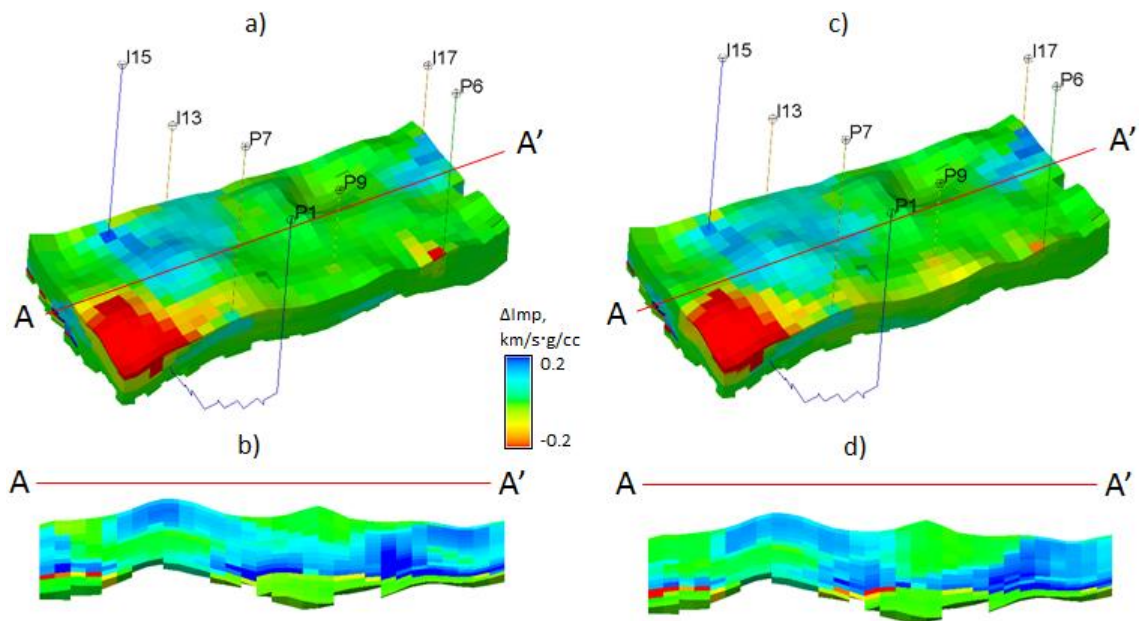 a)
c)
I15
I17
P6
I13
P7
A'
P9
P1
A
I15
I17
P6
I13
P7
A'
P9
P1
A
ΔImp,
km/s·g/cc
0.2
-0.2
b)
d)
A A'
A A'